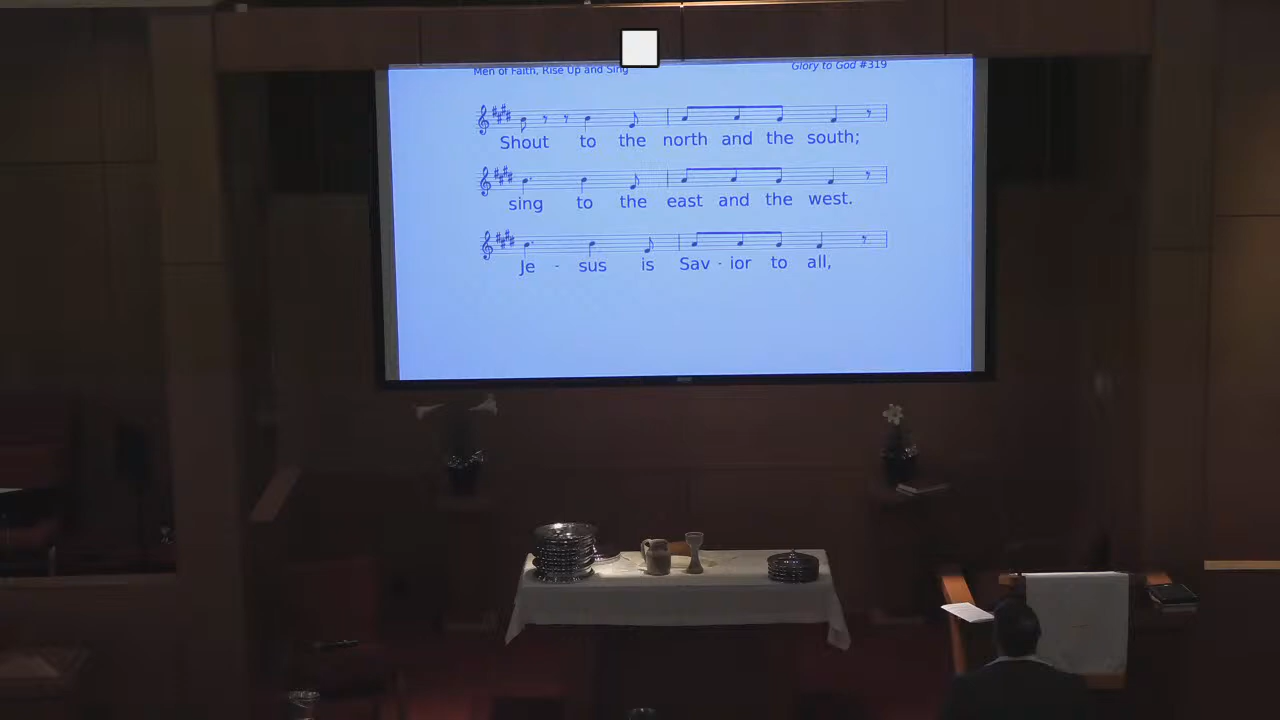 Men of Faith, Rise Up and Sing
Glory to God #319
Shout to the north and the south;
sing to the east and the west.
Je - sus is Sav - ior to all,